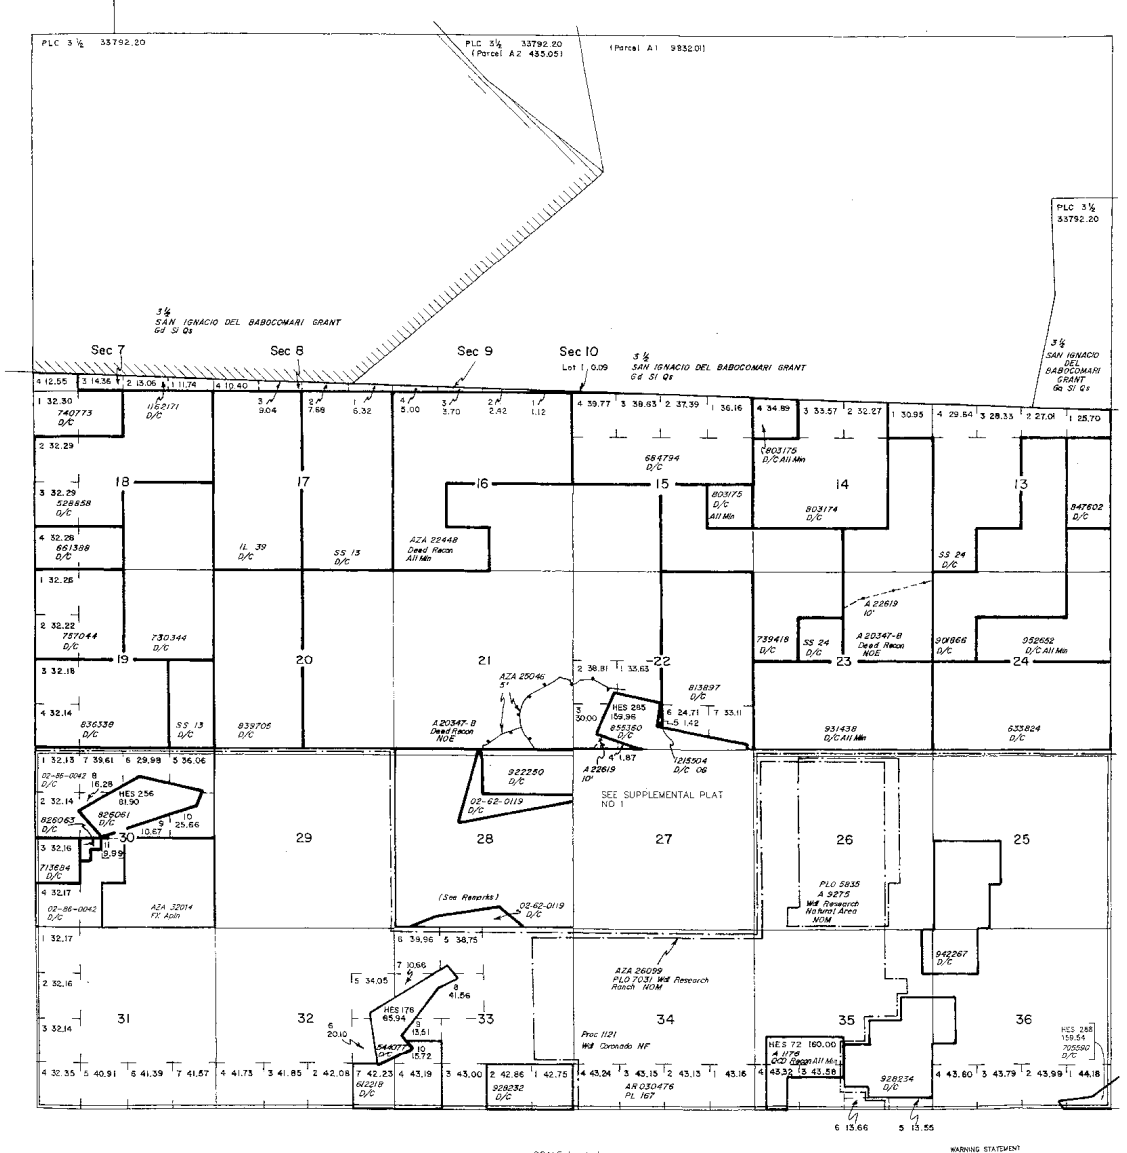 PLC 3 ½ 33792.20
PLC 3½ 33792.20
(Parcel A2 435.05)
(Parcel A1 9832.01)
PLC 3½
33792.20
3 ½
SAN IGNACIO DEL BABOCOMARI GRANT
Gd Sl Qs
3 ½
SAN IGNACIO DEL BABOCOMARI GRANT
Gd Sl Qs
3 ½
SAN IGNACIO
DEL
BABOCOMARI
GRANT
Gd Sl Qs
Sec 7
Sec 8
Sec 9
Sec 10
Lot 1, 0.09
4 12.55 3 14.36 2 13.06 1 11.74 4 10.40
3
9.04
2
7.68
1
6.32
4
5.00
3
3.70
2
2.42
1
1.12
4 39.77 3 38.63 2 37.39 1 36.16
4 34.89 3 33.57 2 32.27 1 30.95
4 29.64 3 28.33 2 27.01 1 25.70
1 32.30
740773
D/C
1162171
D/C
2 32.29
18
3 32.29
528858
D/C
4 32.28
661388
D/C
17
IL 39
D/C
SS 13
D/C
16
AZA 22448
Deed Recon
All Min
684794
D/C
15
803175
D/C
All Min
803175
D/C All Min
14
803174
D/C
13
847602
D/C
SS 24
D/C
1 32.26
2 32.22
757044
D/C
730344
D/C
19
3 32.18
4 32.14
836339
D/C
SS 13
D/C
20
839705
D/C
21
AZA 25046
5'
A 20347-B
Deed Recon
NOE
22
2 38.81 1 33.63
3
30.00
HES 285
159.96
855360
D/C
813897
D/C
6 24.71 7 33.11
5 1.42
4 1.87
A 22619
10'
1215504
D/C OG
739418
D/C
SS 24
D/C
A 22619
10'
A 20347-B
Deed Recon
NOE
23
931438
D/C All Min
901866
D/C
952652
D/C All Min
24
633824
D/C
1 32.13 7 39.61 6 29.98 5 36.06
02-86-0042
D/C
8
16.28
HES 256
81.90
2 32.14
826061
D/C
826063
D/C
9
10.67
10
25.66
30
3 32.16
11
9.99
713684
D/C
4 32.17
02-86-0042
D/C
AZA 32014
FX Apln
29
922250
D/C
02-62-0119
D/C
28
(See Remarks)
02-62-0119
D/C
SEE SUPPLEMENTAL PLAT
NO 1
27
26
PLO 5835
A 9275
Wdl Research
Natural Area
NOM
25
942267
D/C
1 32.17
2 32.16
31
3 32.14
4 32.35 5 40.91 6 41.39 7 41.57
32
5 34.05
6
20.10
4 41.73 3 41.85 2 42.08 1
6 39.96 5 38.75
7 10.66
8
41.56
HES 176
65.94
33
9
13.51
544077
D/C
10
15.72
7 42.23 4 43.19 3 43.00 2 42.86 1 42.75
612218
D/C
928232
D/C
AZA 26099
PLO 7031 Wdl Research
Ranch NOM
34
Proc 1121
Wdl Coronado NF
4 43.24 3 43.15 2 43.13 1 43.16
AR 030476
PL 167
35
HES 72 160.00
A 1176
QCD Recon All Min
4 43.32 3 43.58
928234
D/C
6 13.66
5 13.55
36
HES 288
159.54
705590
D/C
4 43.60 3 43.79 2 43.99 1 44.18
WARNING STATEMENT